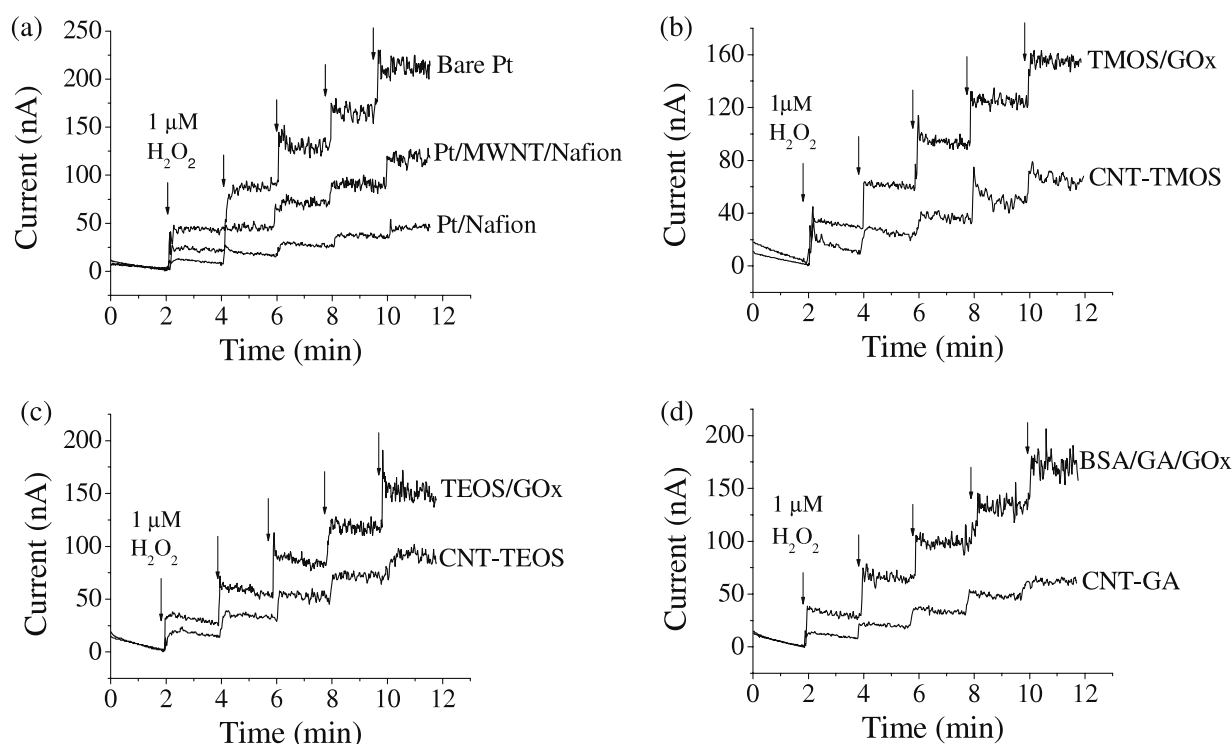 (a)
250
200
150
100
50
0
Current (nA)
1 μM
H₂O₂
Bare Pt
Pt/MWNT/Nafion
Pt/Nafion
0 2 4 6 8 10 12
Time (min)
(b)
160
120
80
40
0
Current (nA)
1μM
H₂O₂
TMOS/GOx
CNT-TMOS
0 2 4 6 8 10 12
Time (min)
(c)
200
150
100
50
0
Current (nA)
1 μM
H₂O₂
TEOS/GOx
CNT-TEOS
0 2 4 6 8 10 12
Time (min)
(d)
200
150
100
50
0
Current (nA)
1 μM
H₂O₂
BSA/GA/GOx
CNT-GA
0 2 4 6 8 10 12
Time (min)